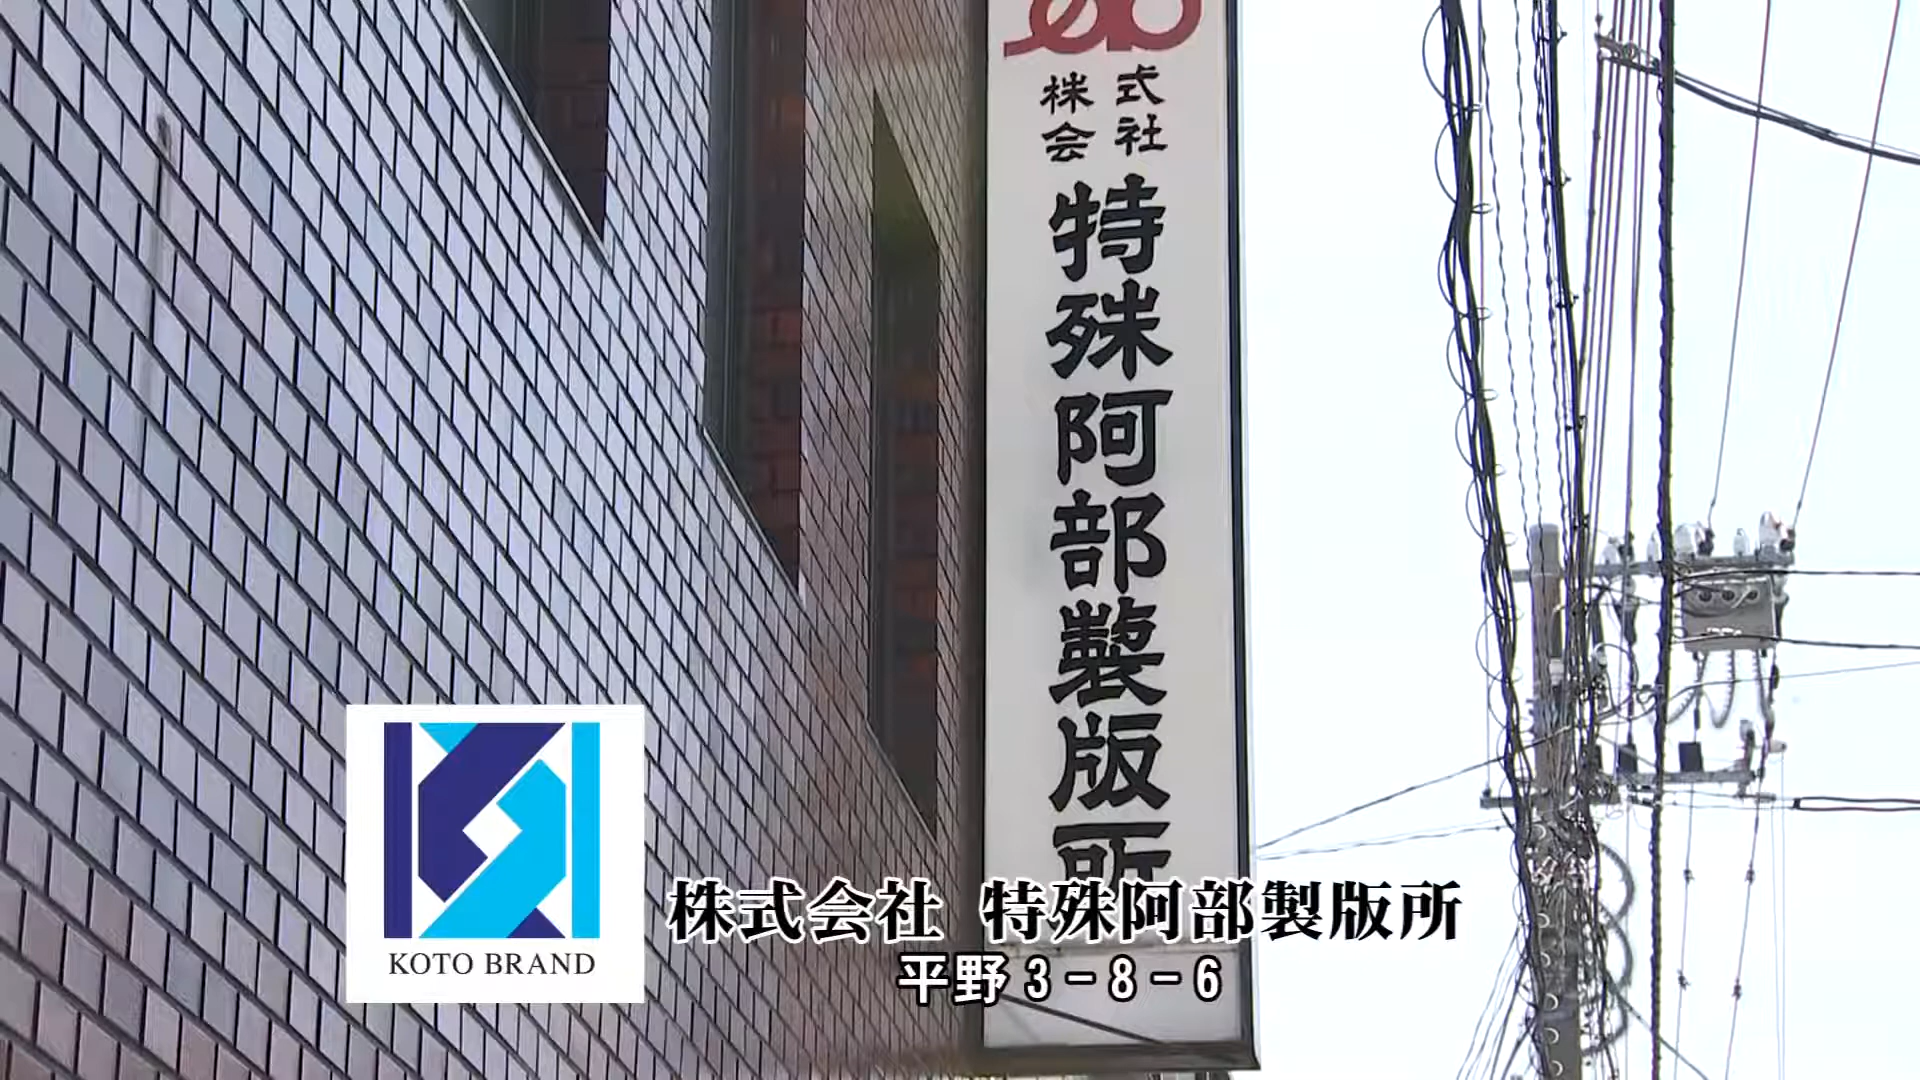 株式
会社
特殊阿部製版所
KOTO BRAND
株式会社 特殊阿部製版所
平野3-8-6